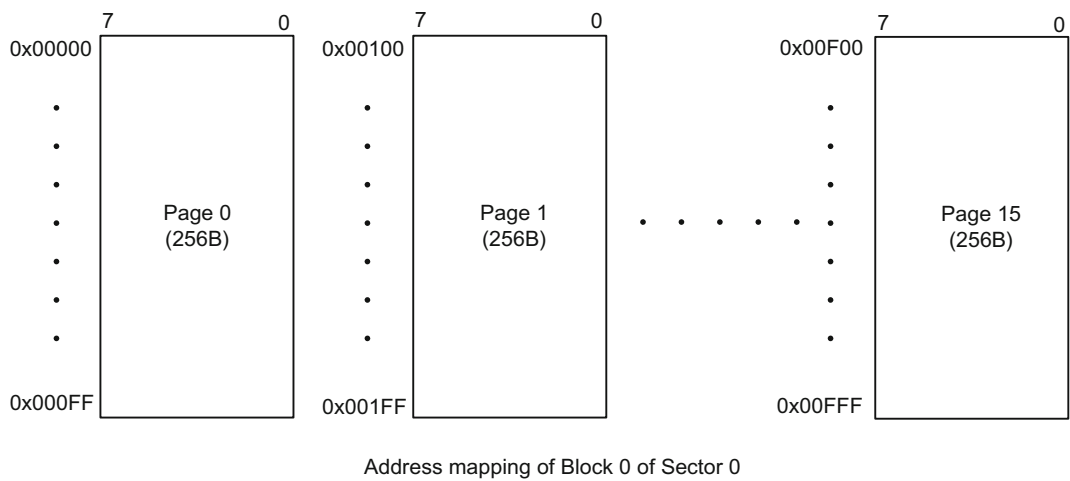 7 0
7 0
7 0
0x00000
0x00100
0x00F00
Page 0
(256B)
Page 1
(256B)
Page 15
(256B)
0x000FF
0x001FF
0x00FFF
Address mapping of Block 0 of Sector 0